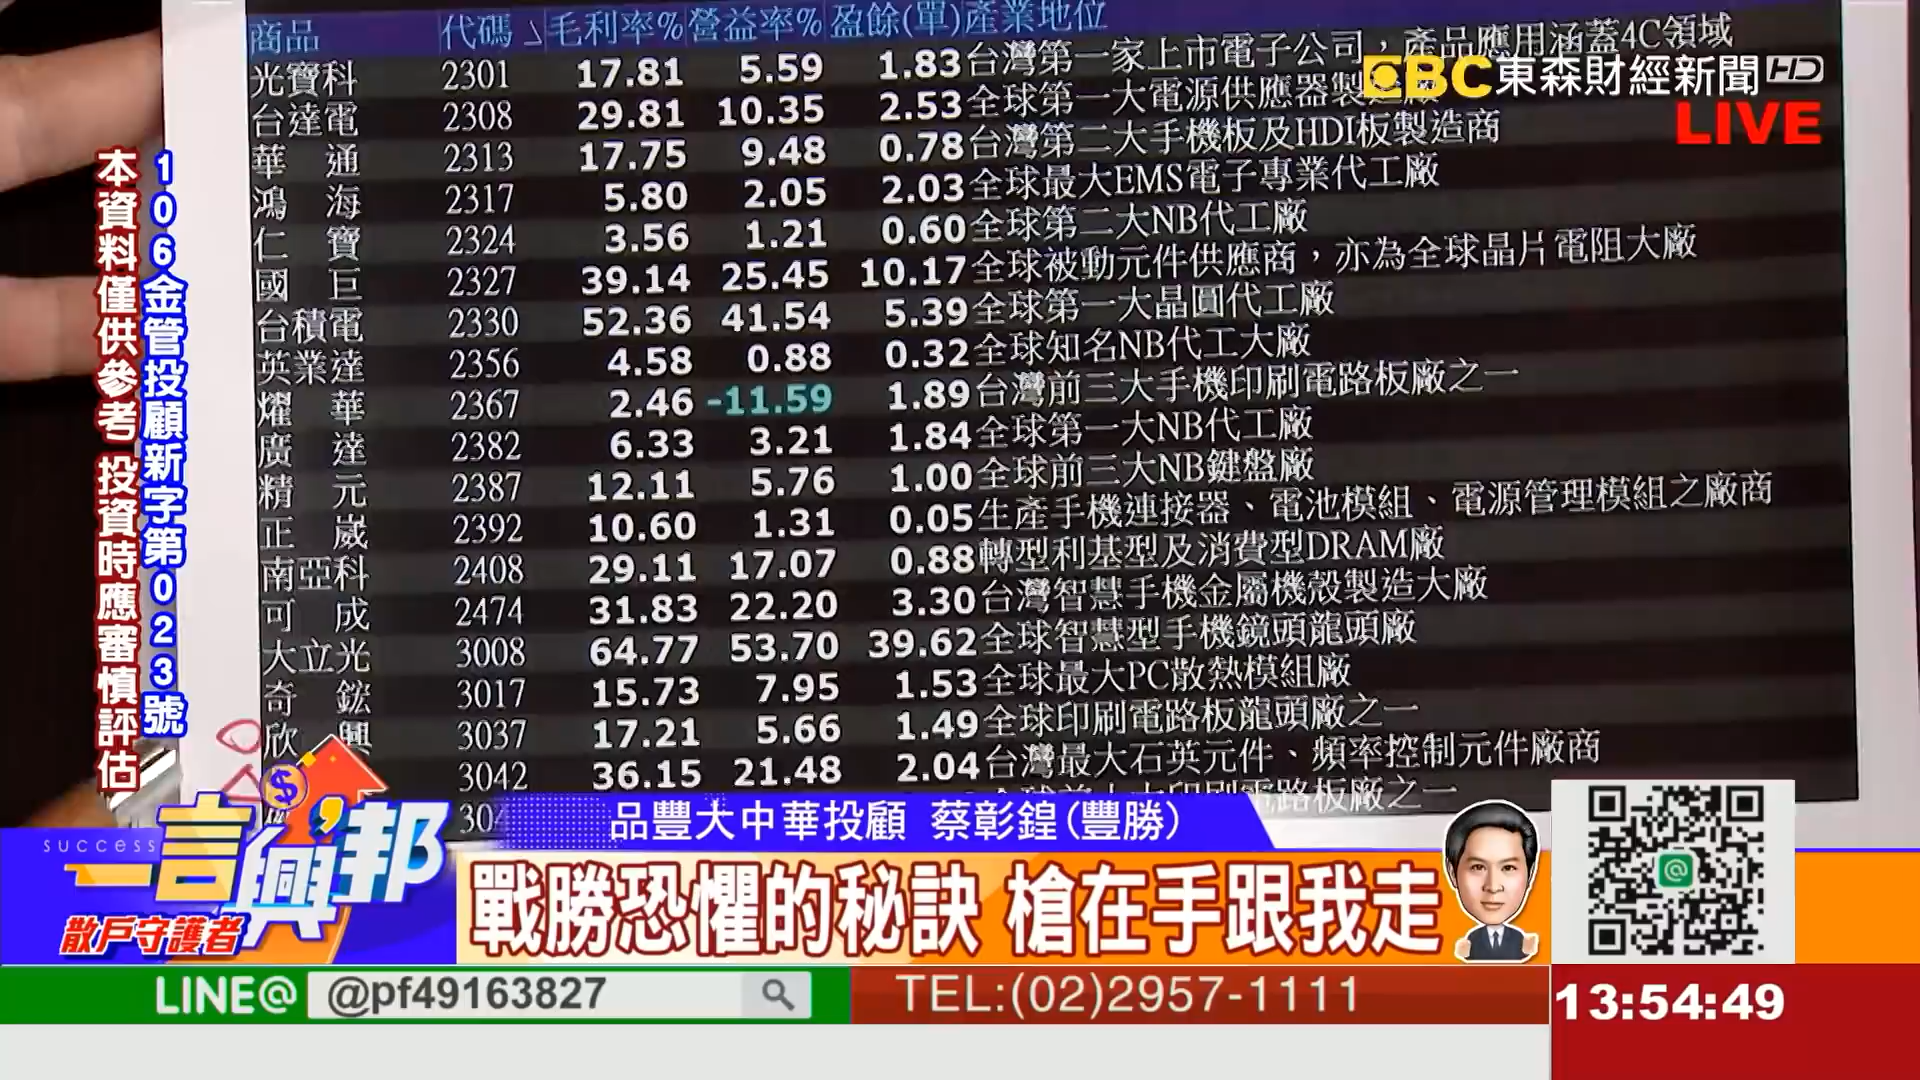 商品 代碼 毛利率% 營益率% 盈餘(單) 產業地位
光寶科 2301 17.81 5.59 1.83 台灣第一家上市電子公司，產品應用涵蓋4C領域
台達電 2308 29.81 10.35 2.53 全球第一大電源供應器製造廠
華通 2313 17.75 9.48 0.78 台灣第二大手機板及HDI板製造商
鴻海 2317 5.80 2.05 2.03 全球最大EMS電子專業代工廠
仁寶 2324 3.56 1.21 0.60 全球第二大NB代工廠
國巨 2327 39.14 25.45 10.17 全球被動元件供應商，亦為全球晶片電阻大廠
台積電 2330 52.36 41.54 5.39 全球第一大晶圓代工廠
英業達 2356 4.58 0.88 0.32 全球知名NB代工大廠
燿華 2367 2.46 -11.59 1.89 台灣前三大手機印刷電路板廠之一
廣達 2382 6.33 3.21 1.84 全球第一大NB代工廠
精元 2387 12.11 5.76 1.00 全球前三大NB鍵盤廠
正崴 2392 10.60 1.31 0.05 生產手機連接器、電池模組、電源管理模組之廠商
南亞科 2408 29.11 17.07 0.88 轉型利基型及消費型DRAM廠
可成 2474 31.83 22.20 3.30 台灣智慧手機金屬機殼製造大廠
大立光 3008 64.77 53.70 39.62 全球智慧型手機鏡頭龍頭廠
奇鋐 3017 15.73 7.95 1.53 全球最大PC散熱模組廠
欣興 3037 17.21 5.66 1.49 全球印刷電路板龍頭廠之一
3042 36.15 21.48 2.04 台灣最大石英元件、頻率控制元件廠商
304
EBC東森財經新聞HD
LIVE
106金管投顧新字第023號
本資料僅供參考 投資時應審慎評估
success
一言興邦
散戶守護者
品豐大中華投顧 蔡彰鍠(豐勝)
戰勝恐懼的秘訣 槍在手跟我走
LINE@ @pf49163827
TEL:(02)2957-1111
13:54:49